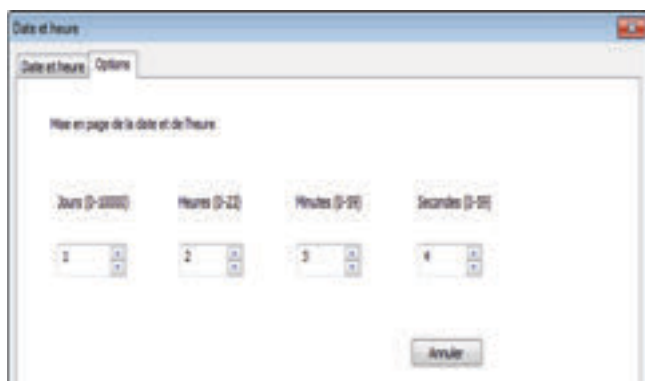 Date et heure
Date et heure Options
Mise en page de la date et de l'heure
Jours (0-10000) Heures (0-23) Minutes (0-59) Secondes (0-59)
1 2 3 4
Annuler